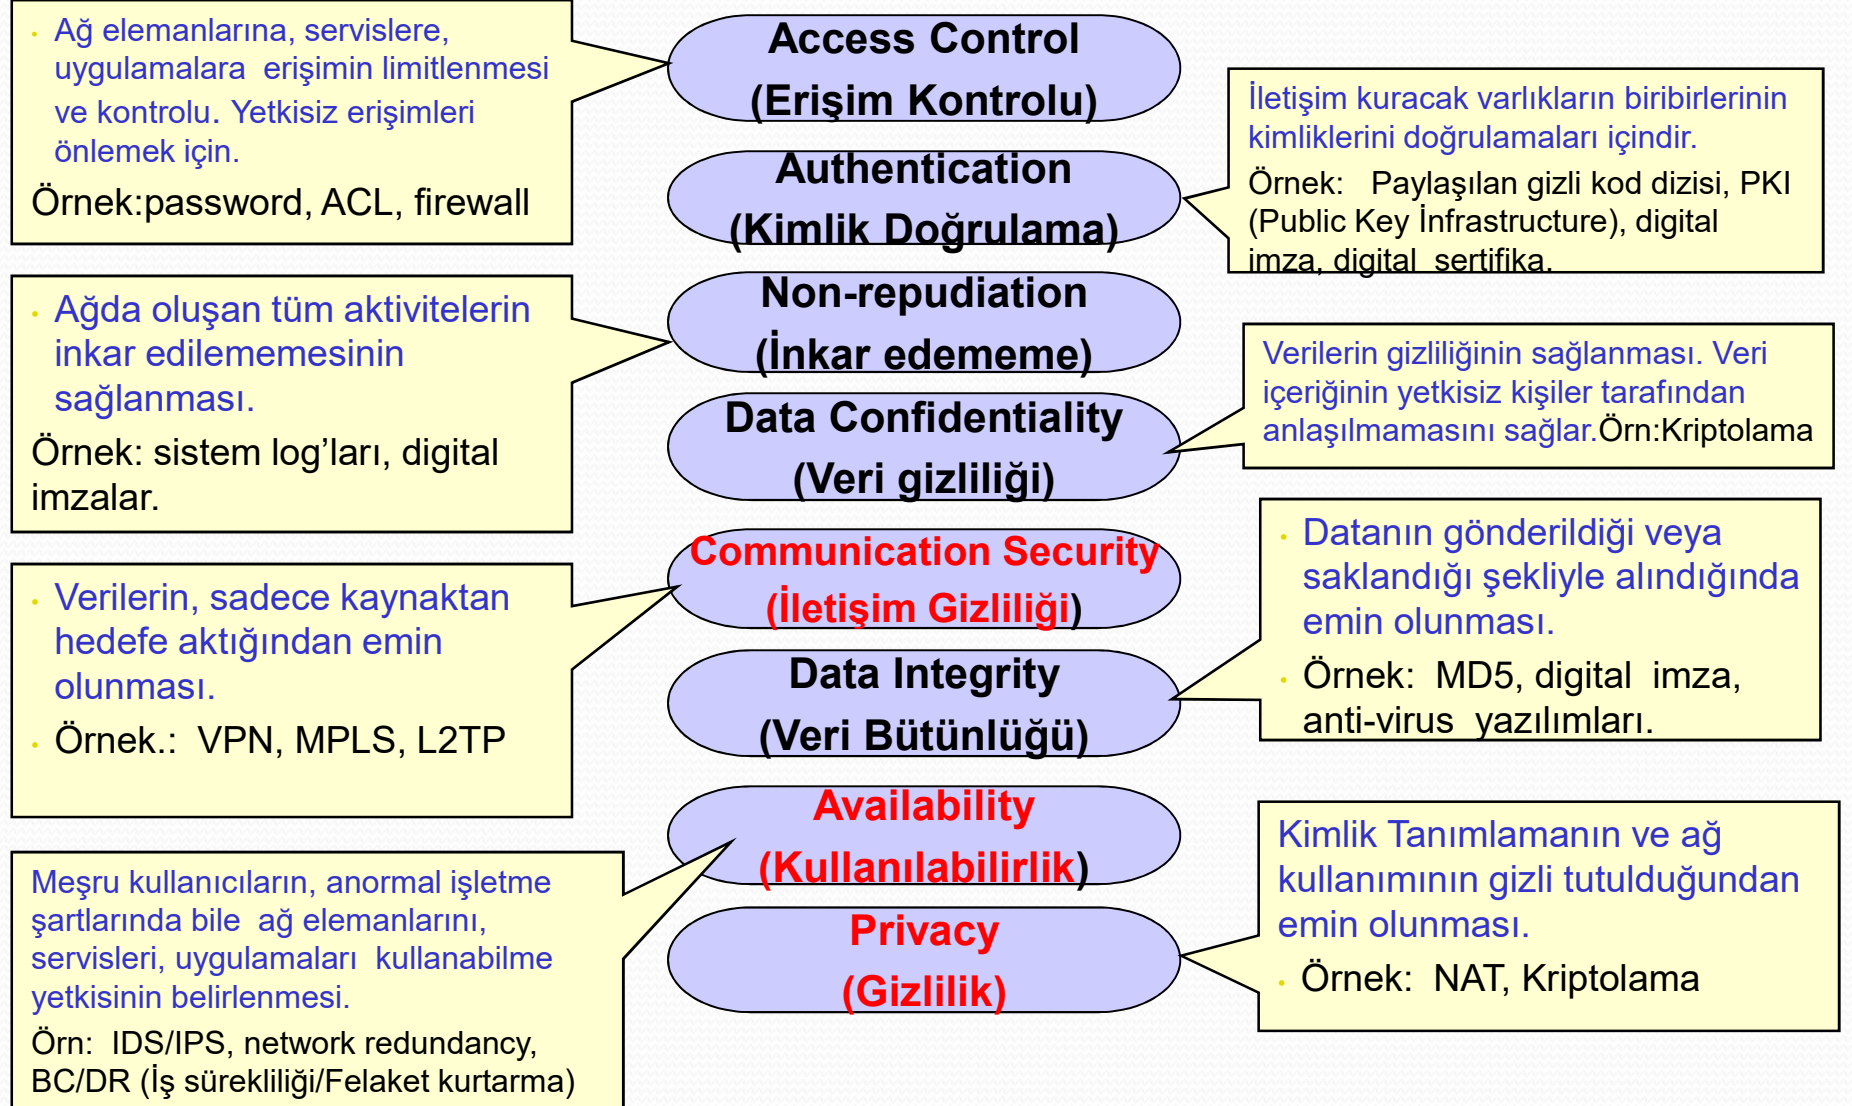 Access Control
(Erişim Kontrolu)
• Ağ elemanlarına, servislere,
uygulamalara erişimin limitlenmesi
ve kontrolu. Yetkisiz erişimleri
önlemek için.
Örnek:password, ACL, firewall
Authentication
(Kimlik Doğrulama)
İletişim kuracak varlıkların biribirlerinin
kimliklerini doğrulamaları içindir.
Örnek: Paylaşılan gizli kod dizisi, PKI
(Public Key İnfrastructure), digital
imza, digital sertifika.
Non-repudiation
(İnkar edememe)
• Ağda oluşan tüm aktivitelerin
inkar edilememesinin
sağlanması.
Örnek: sistem log’ları, digital
imzalar.
Data Confidentiality
(Veri gizliliği)
Verilerin gizliliğinin sağlanması. Veri
içeriğinin yetkisiz kişiler tarafından
anlaşılmamasını sağlar.Örn:Kriptolama
Communication Security
(İletişim Gizliliği)
• Verilerin, sadece kaynaktan
hedefe aktığından emin
olunması.
• Örnek.: VPN, MPLS, L2TP
Data Integrity
(Veri Bütünlüğü)
• Datanın gönderildiği veya
saklandığı şekliyle alındığında
emin olunması.
• Örnek: MD5, digital imza,
anti-virus yazılımları.
Availability
(Kullanılabilirlik)
Meşru kullanıcıların, anormal işletme
şartlarında bile ağ elemanlarını,
servisleri, uygulamaları kullanabilme
yetkisinin belirlenmesi.
Örn: IDS/IPS, network redundancy,
BC/DR (İş sürekliliği/Felaket kurtarma)
Privacy
(Gizlilik)
Kimlik Tanımlamanın ve ağ
kullanımının gizli tutulduğundan
emin olunması.
• Örnek: NAT, Kriptolama